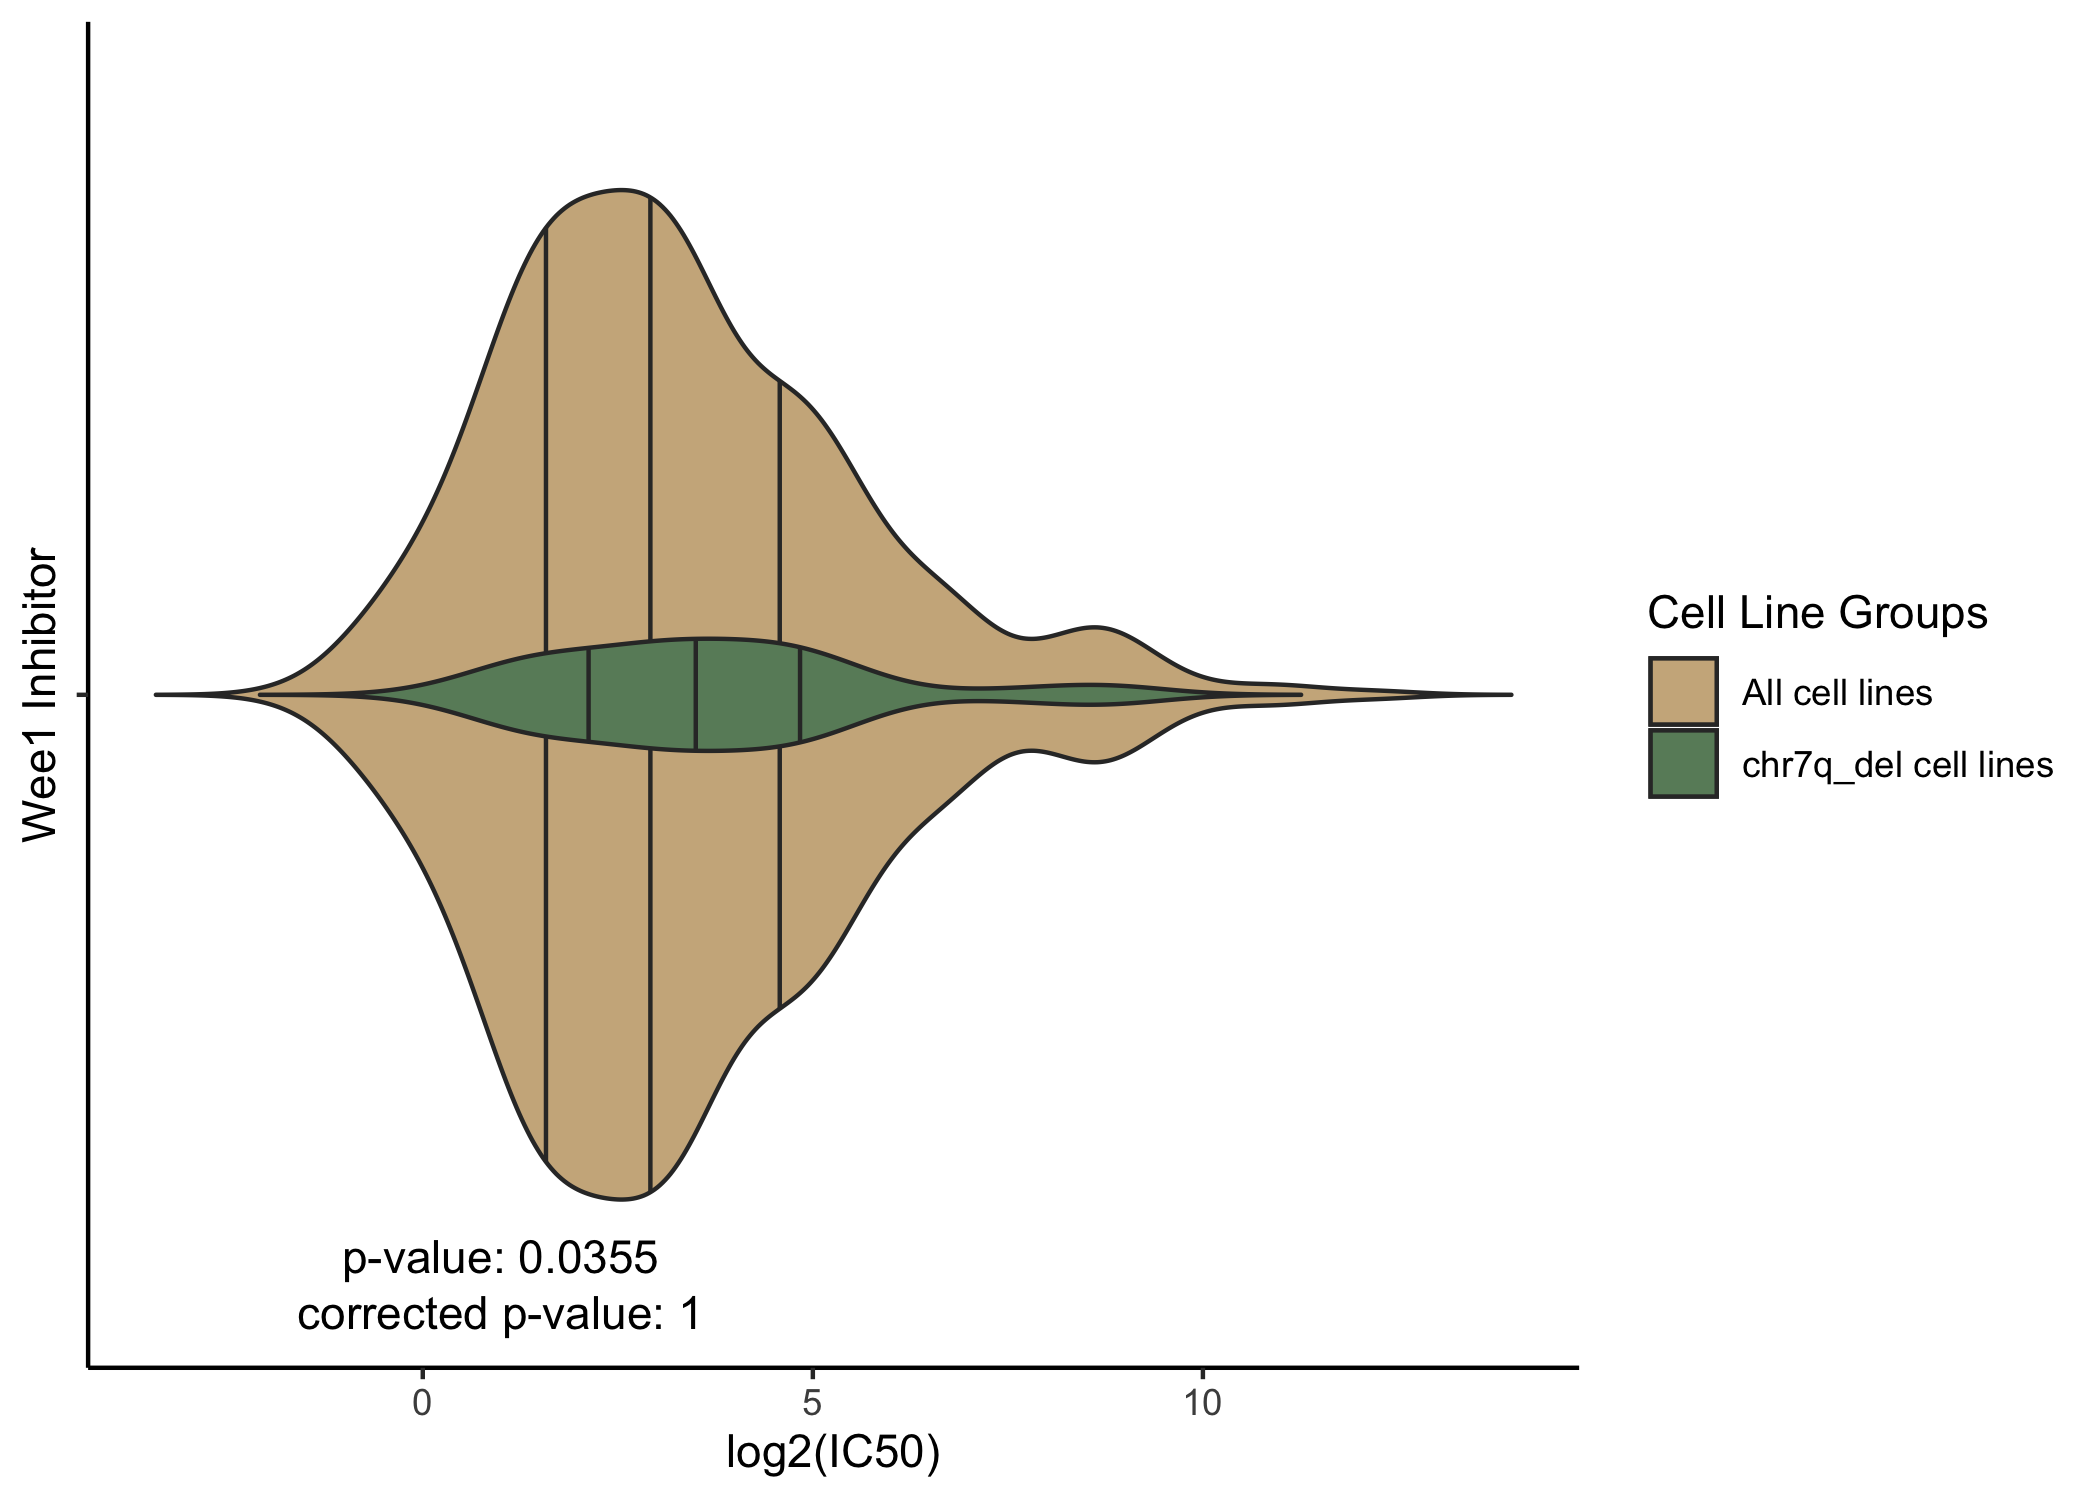 Wee1 Inhibitor
p-value: 0.0355
corrected p-value: 1
0 5 10
log2(IC50)
Cell Line Groups
All cell lines
chr7q_del cell lines